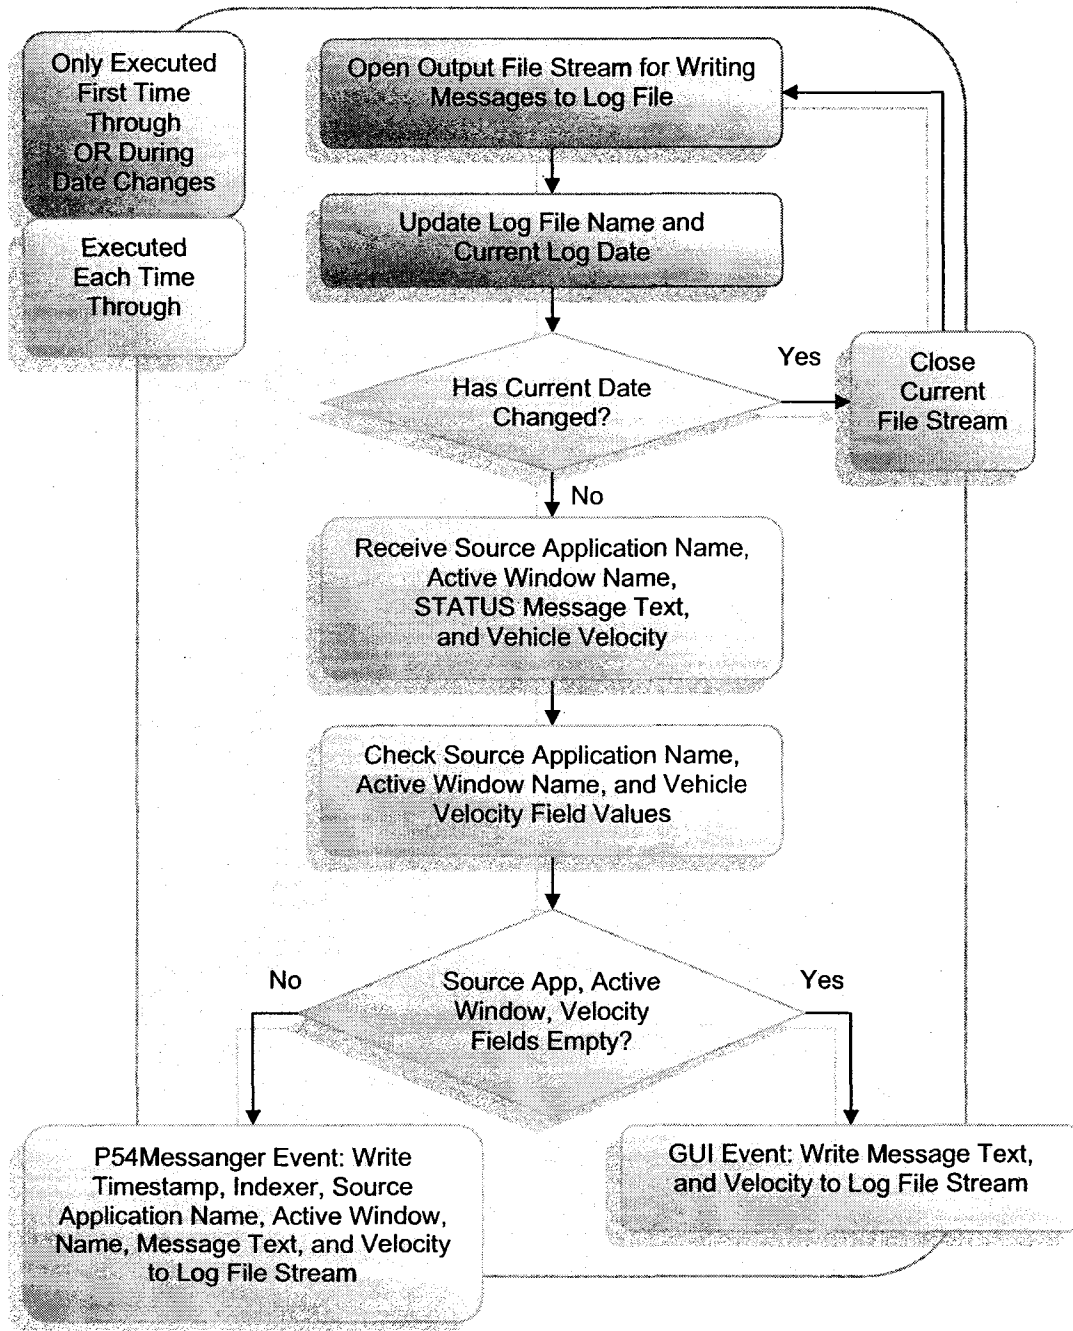 Only Executed
First Time
Through
OR During
Date Changes
Executed
Each Time
Through
Open Output File Stream for Writing
Messages to Log File
Update Log File Name and
Current Log Date
Has Current Date
Changed?
Yes
Close
Current
File Stream
No
Receive Source Application Name,
Active Window Name,
STATUS Message Text,
and Vehicle Velocity
Check Source Application Name,
Active Window Name, and Vehicle
Velocity Field Values
Source App, Active
Window, Velocity
Fields Empty?
No
Yes
P54Messanger Event: Write
Timestamp, Indexer, Source
Application Name, Active Window,
Name, Message Text, and Velocity
to Log File Stream
GUI Event: Write Message Text,
and Velocity to Log File Stream